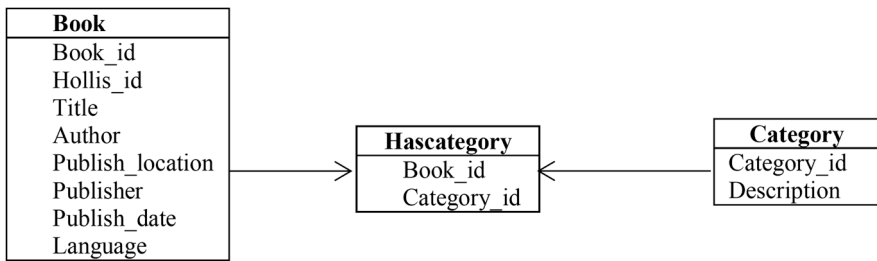 Book
Book_id
Hollis_id
Title
Author
Publish_location
Publisher
Publish_date
Language
Hascategory
Book_id
Category_id
Category
Category_id
Description